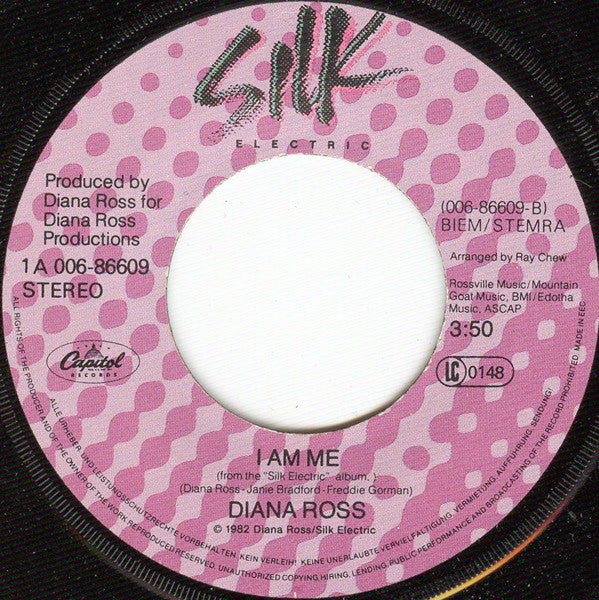 SILK
ELECTRIC
Produced by
Diana Ross for
Diana Ross
Productions
1A 006-86609
STEREO
Capitol
RECORDS
(006-86609-B)
BIEM/STEMRA
Arranged by Ray Chew
Rossville Music/Mountain
Goat Music, BMI/Edotha
Music, ASCAP
3:50
LC 0148
I AM ME
(from the "Silk Electric" album.)
(Diana Ross-Janie Bradford-Freddie Gorman)
DIANA ROSS
© 1982 Diana Ross/Silk Electric
ALLE URHEBER- UND LEISTUNGSSCHUTZRECHTE VORBEHALTEN. KEIN VERLEIH! KEINE UNERLAUBTE VERVIELFÄLTIGUNG, VERMIETUNG, AUFFÜHRUNG, SENDUNG!
ALL RIGHTS OF THE PRODUCER AND OF THE OWNER OF THE WORK REPRODUCED RESERVED. UNAUTHORIZED COPYING, HIRING, LENDING, PUBLIC PERFORMANCE AND BROADCASTING OF THE RECORD PROHIBITED. MADE IN EEC